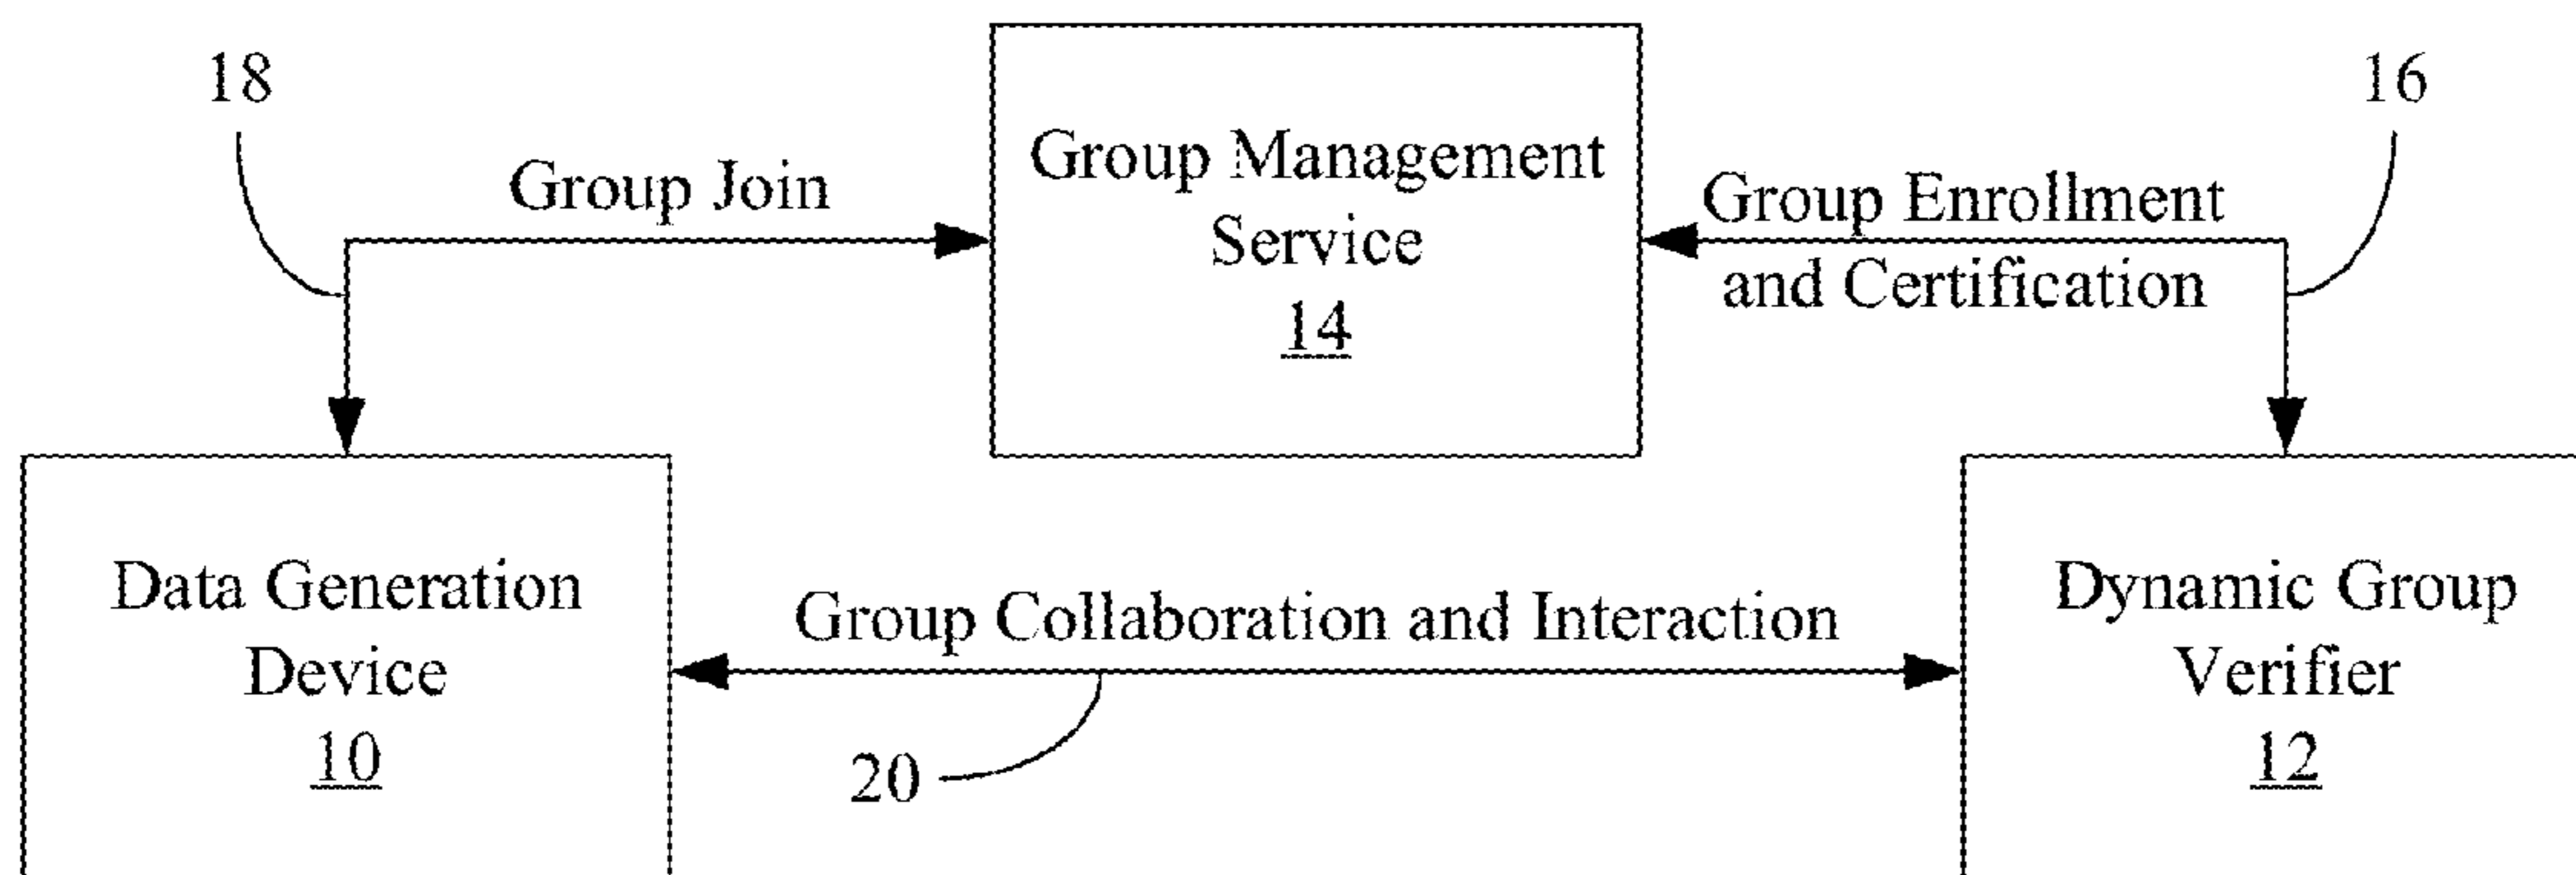 18
16
Group Join
Group Management
Service
14
Group Enrollment
and Certification
Data Generation
Device
10
Group Collaboration and Interaction
20
Dynamic Group
Verifier
12